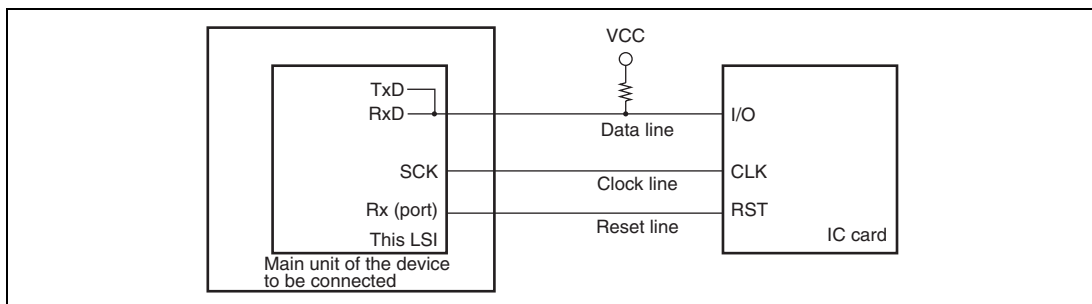 VCC
TxD
RxD
I/O
Data line
SCK
CLK
Clock line
Rx (port)
RST
Reset line
This LSI
IC card
Main unit of the device
to be connected